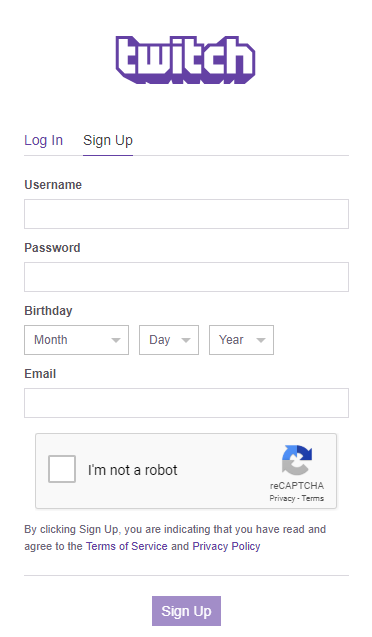 twitch
Log In Sign Up
Username
Password
Birthday
Month Day Year
Email
I'm not a robot
reCAPTCHA
Privacy - Terms
By clicking Sign Up, you are indicating that you have read and
agree to the Terms of Service and Privacy Policy
Sign Up